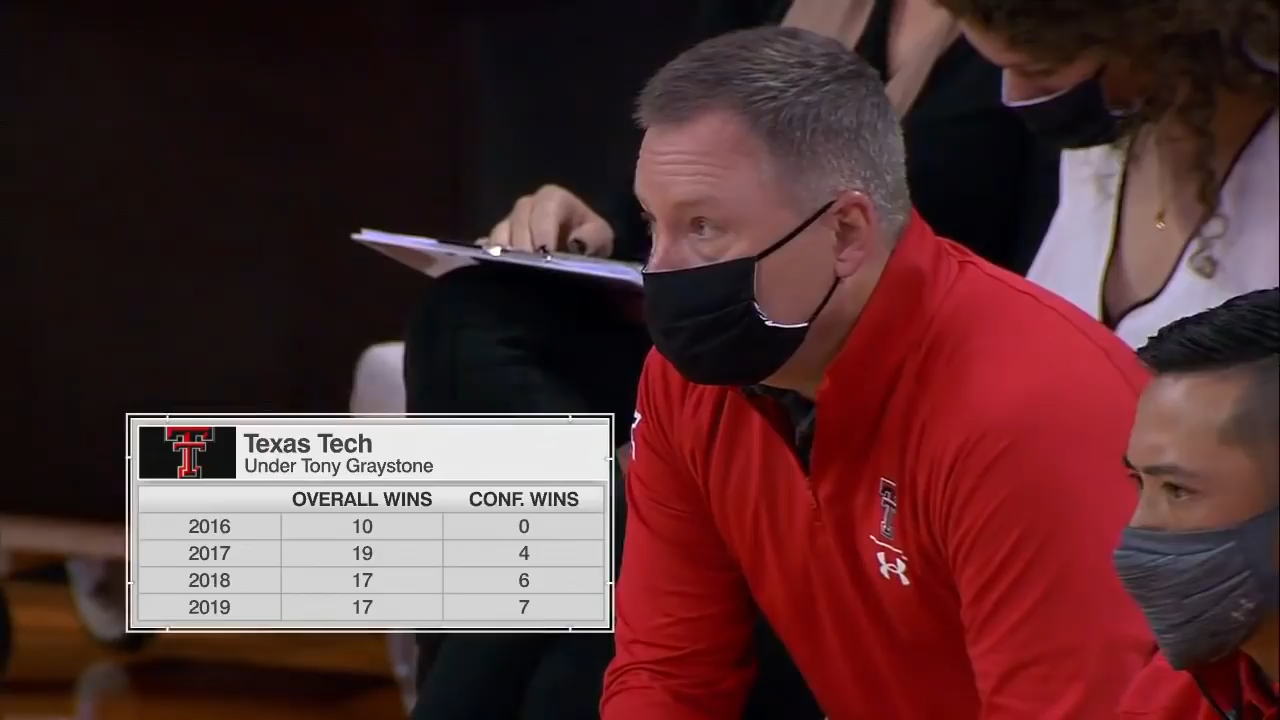 Texas Tech
Under Tony Graystone
OVERALL WINS CONF. WINS
2016 10 0
2017 19 4
2018 17 6
2019 17 7